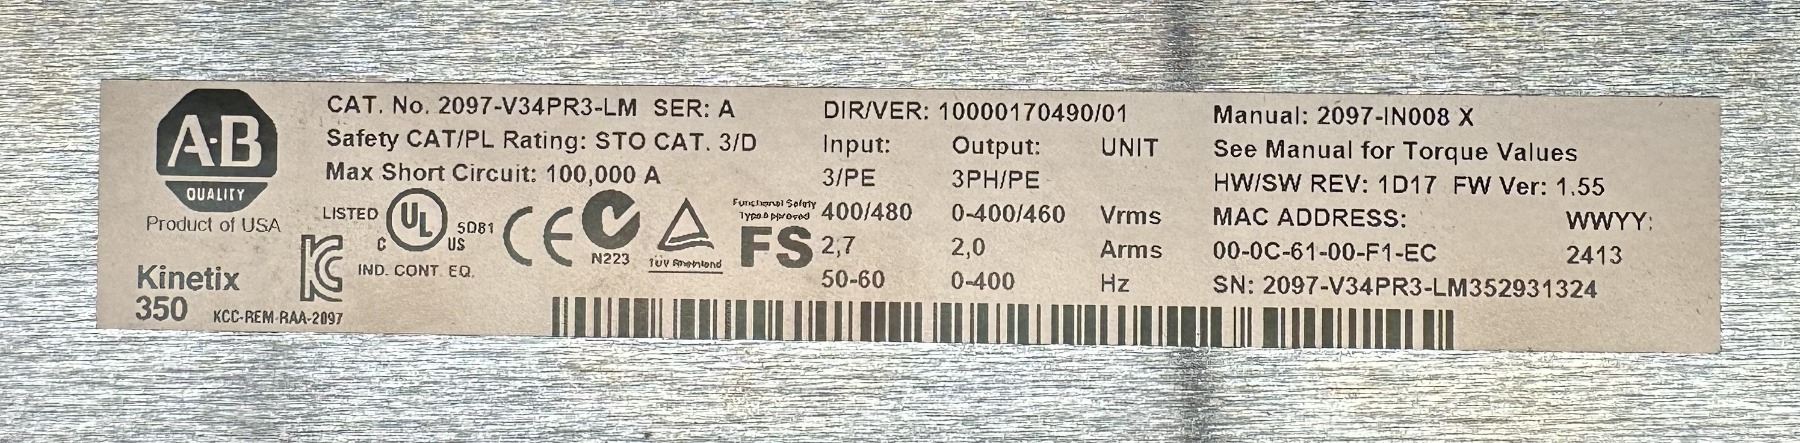 A·B
QUALITY
Product of USA
Kinetix
350
CAT. No. 2097-V34PR3-LM SER: A
Safety CAT/PL Rating: STO CAT. 3/D
Max Short Circuit: 100,000 A
LISTED
C UL US
5D81
IND. CONT. EQ.
KCC-REM-RAA-2097
CE
N223
TÜV Rheinland
Functional Safety
Type Approved
FS
DIR/VER: 10000170490/01
Input: Output: UNIT
3/PE 3PH/PE
400/480 0-400/460 Vrms
2,7 2,0 Arms
50-60 0-400 Hz
Manual: 2097-IN008 X
See Manual for Torque Values
HW/SW REV: 1D17 FW Ver: 1.55
MAC ADDRESS: WWYY:
00-0C-61-00-F1-EC 2413
SN: 2097-V34PR3-LM352931324